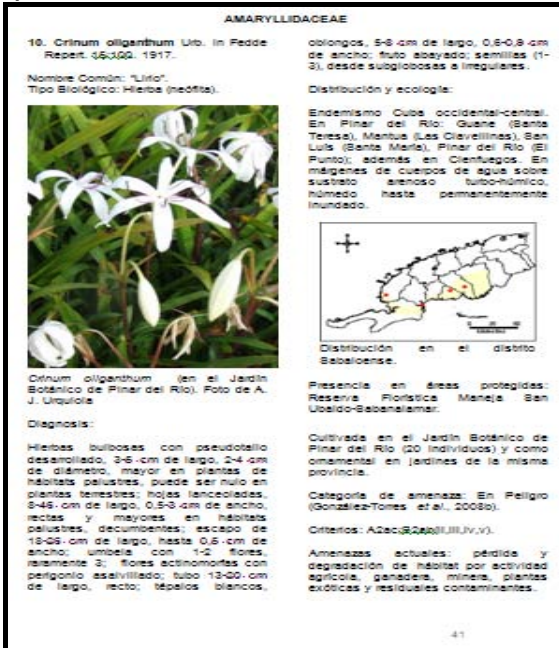 AMARYLLIDACEAE
10. Crinum oliganthum Urb. in Fedde
Repert. 15:100. 1917.
Nombre Común: "Lirio".
Tipo Biológico: Hierba (neófita).
Crinum oliganthum (en el Jardín
Botánico de Pinar del Río). Foto de A.
J. Urquiola
Diagnosis:
Hierbas bulbosas con pseudotallo
desarrollado, 3-5 cm de largo, 2-4 cm
de diámetro, mayor en plantas de
hábitats palustres, puede ser nulo en
plantas terrestres; hojas lanceoladas,
8-45 cm de largo, 0,5-3 cm de ancho,
rectas y mayores en hábitats
palustres, decumbentes; escapo de
18-25 cm de largo, hasta 0,5 cm de
ancho; umbela con 1-2 flores,
raramente 3; flores actinomorfas con
perigonio asalvillado; tubo 13-20 cm
de largo, recto; tépalos blancos,
oblongos, 5-8 cm de largo, 0,6-0,9 cm
de ancho; fruto abayado; semillas (1-
3), desde subglobosas a irregulares.
Distribución y ecología:
Endemismo Cuba occidental-central.
En Pinar del Río: Guane (Santa
Teresa), Mantua (Las Clavellinas), San
Luis (Santa María), Pinar del Río (El
Punto); además en Cienfuegos. En
márgenes de cuerpos de agua sobre
sustrato arenoso turbo-húmico,
húmedo hasta permanentemente
inundado.
Distribución en el distrito
Sabaloense.
Presencia en áreas protegidas:
Reserva Florística Maneja San
Ubaldo-Sabanalamar.
Cultivada en el Jardín Botánico de
Pinar del Río (20 individuos) y como
ornamental en jardines de la misma
provincia.
Categoría de amenaza: En Peligro
(González-Torres et al., 2008b).
Criterios: A2ac;B2ab(ii,iii,iv,v).
Amenazas actuales: pérdida y
degradación de hábitat por actividad
agrícola, ganadera, minera, plantas
exóticas y residuales contaminantes.
41